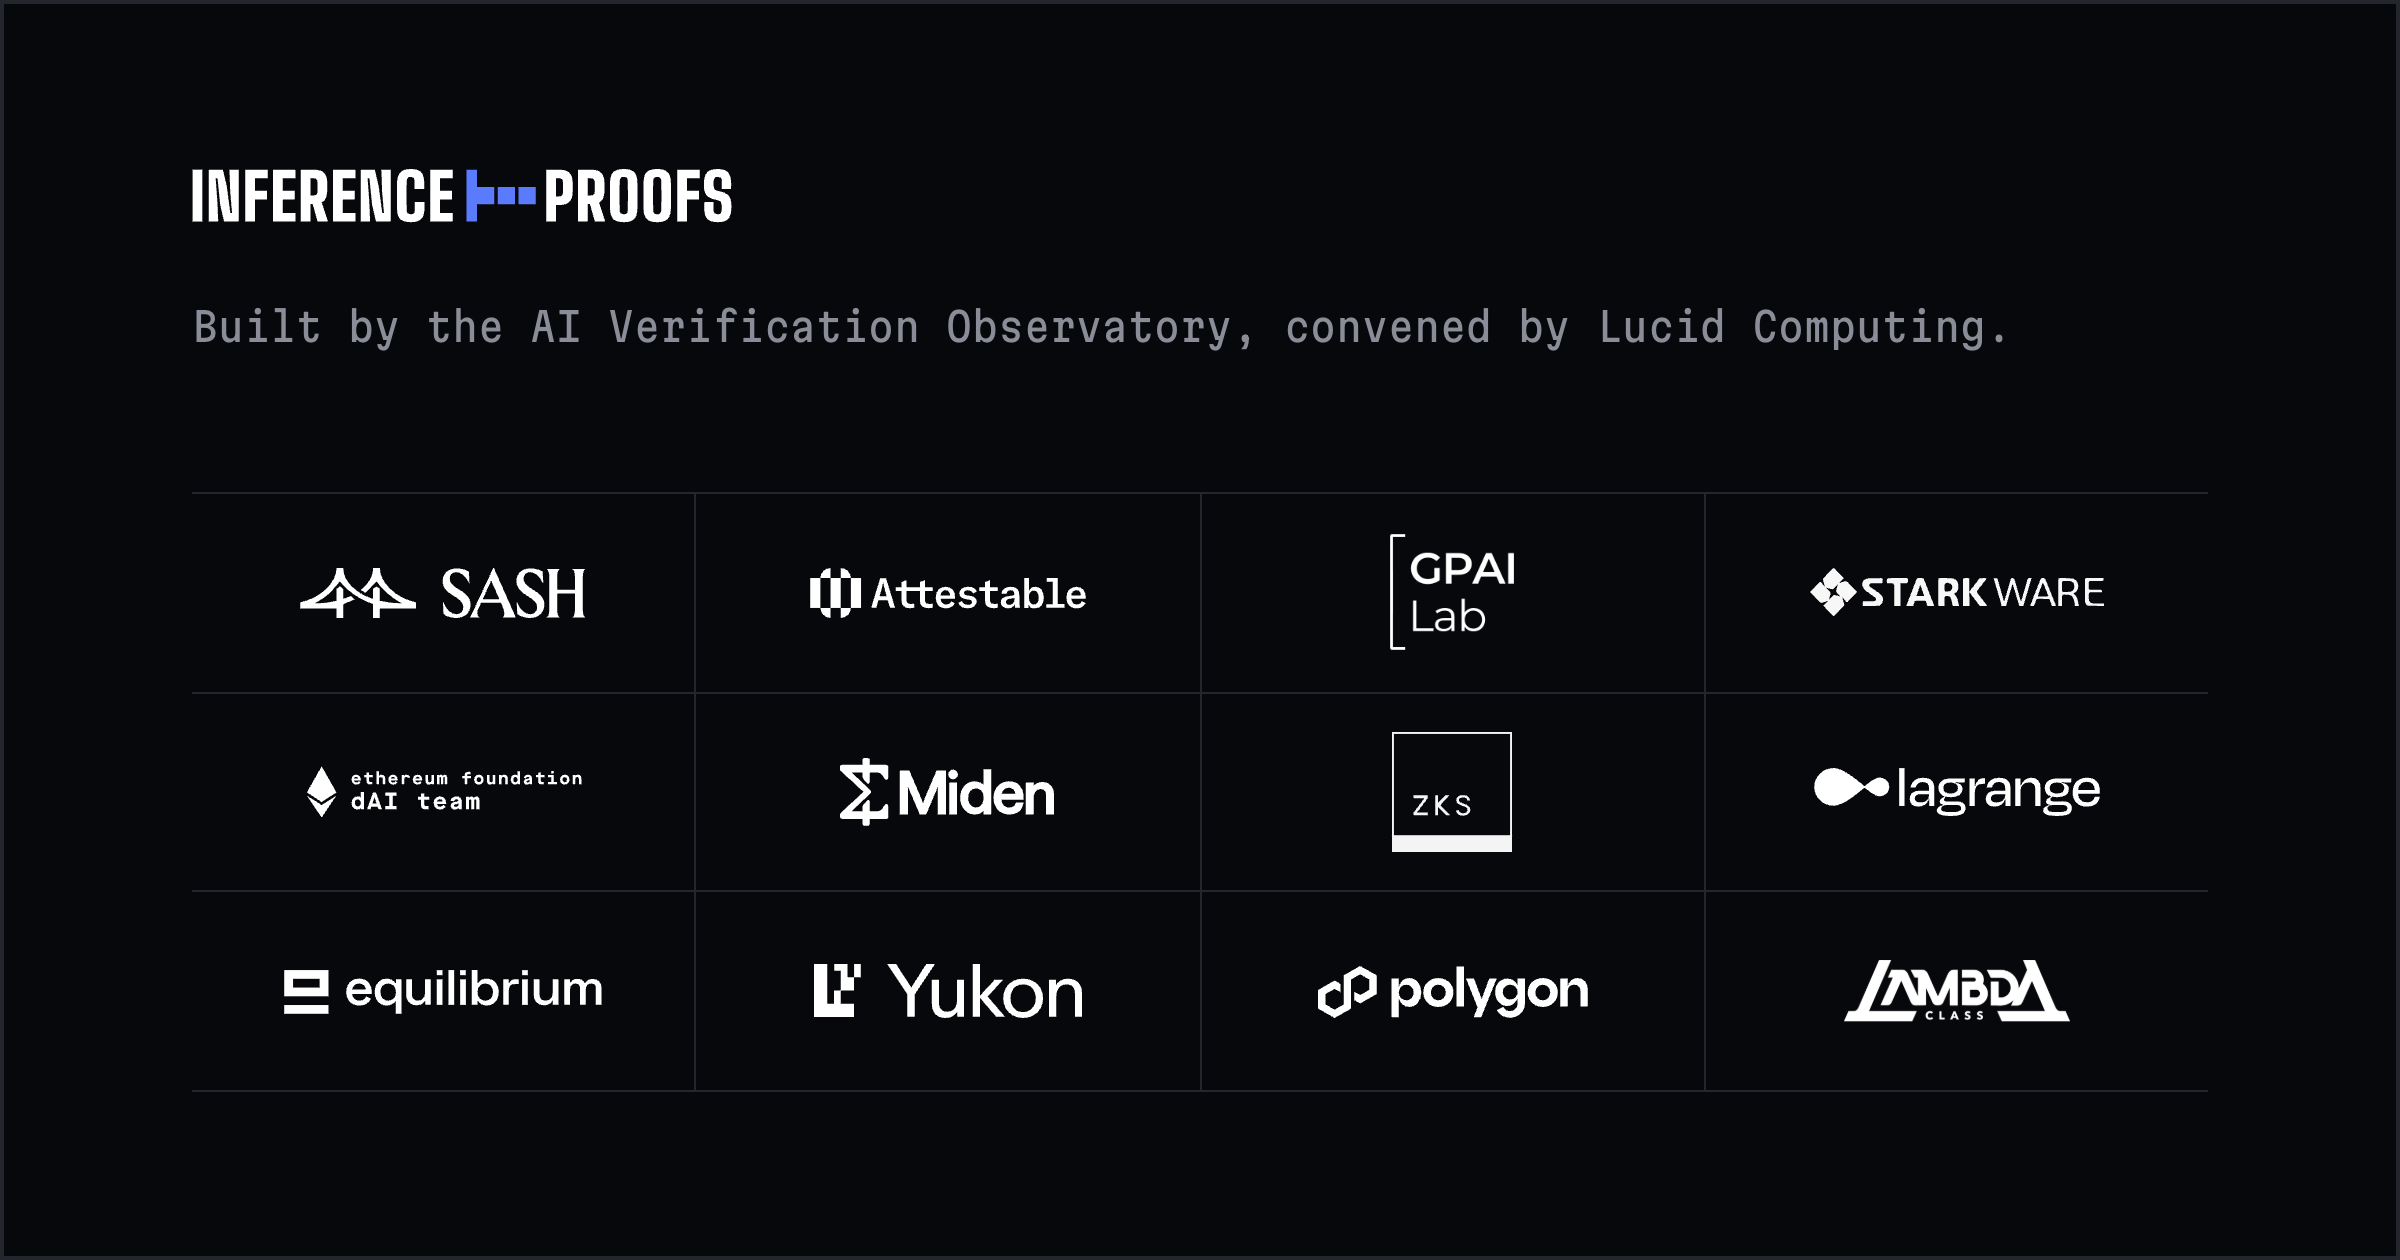 INFERENCE PROOFS
Built by the AI Verification Observatory, convened by Lucid Computing.
SASH
Attestable
GPAI
Lab
STARKWARE
ethereum foundation
dAI team
Miden
ZKS
lagrange
equilibrium
Yukon
polygon
LAMBDA
CLASS